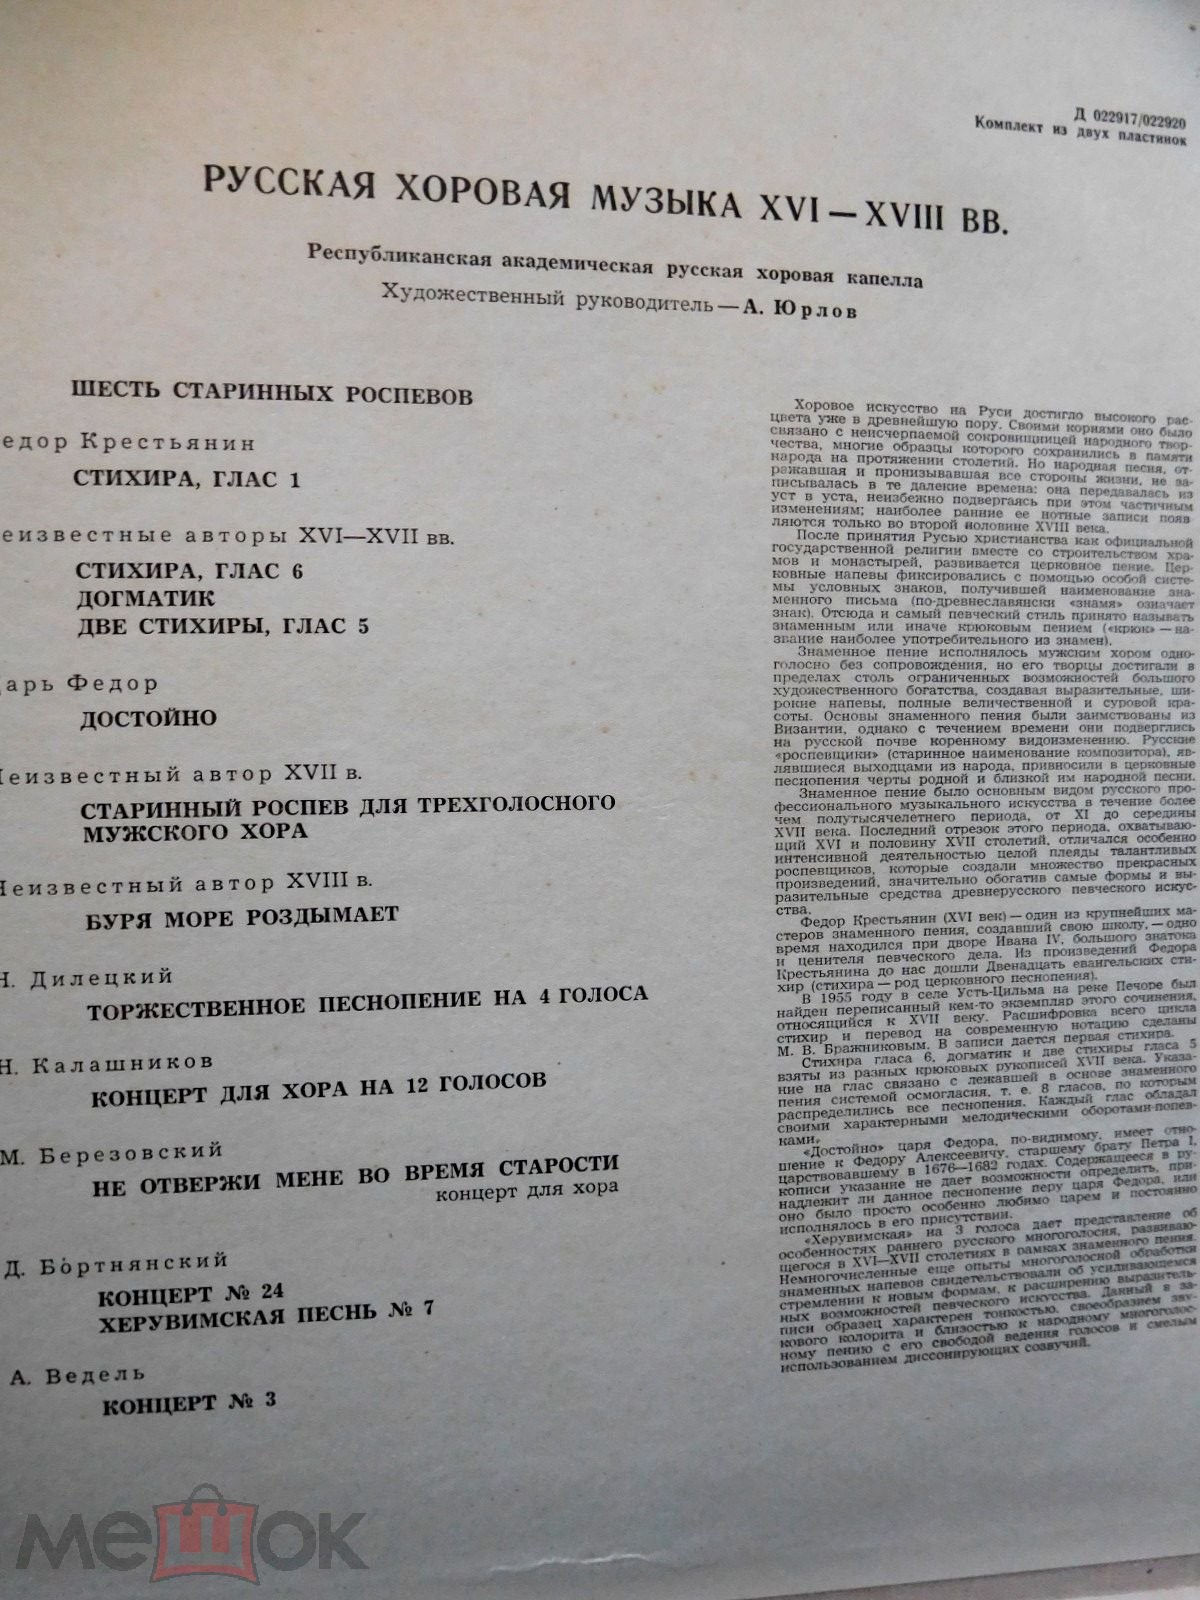 Д 022917/022920
Комплект из двух пластинок
РУССКАЯ ХОРОВАЯ МУЗЫКА XVI — XVIII ВВ.
Республиканская академическая русская хоровая капелла
Художественный руководитель — А. Юрлов
ШЕСТЬ СТАРИННЫХ РОСПЕВОВ
едор Крестьянин
СТИХИРА, ГЛАС 1
еизвестные авторы XVI—XVII вв.
СТИХИРА, ГЛАС 6
ДОГМАТИК
ДВЕ СТИХИРЫ, ГЛАС 5
Царь Федор
ДОСТОЙНО
Неизвестный автор XVII в.
СТАРИННЫЙ РОСПЕВ ДЛЯ ТРЕХГОЛОСНОГО
МУЖСКОГО ХОРА
Неизвестный автор XVIII в.
БУРЯ МОРЕ РОЗДЫМАЕТ
Н. Дилецкий
ТОРЖЕСТВЕННОЕ ПЕСНОПЕНИЕ НА 4 ГОЛОСА
Н. Калашников
КОНЦЕРТ ДЛЯ ХОРА НА 12 ГОЛОСОВ
М. Березовский
НЕ ОТВЕРЖИ МЕНЕ ВО ВРЕМЯ СТАРОСТИ
концерт для хора
Д. Бортнянский
КОНЦЕРТ № 24
ХЕРУВИМСКАЯ ПЕСНЬ № 7
А. Ведель
КОНЦЕРТ № 3
Хоровое искусство на Руси достигло высокого рас-
цвета уже в древнейшую пору. Своими корнями оно было
связано с неисчерпаемой сокровищницей народного твор-
чества, многие образцы которого сохранились в памяти
народа на протяжении столетий. Но народная песня, от-
ражавшая и пронизывавшая все стороны жизни, не за-
писывалась в те далекие времена: она передавалась из
уст в уста, неизбежно подвергаясь при этом частичным
изменениям; наиболее ранние ее нотные записи появ
ляются только во второй половине XVIII века.
После принятия Русью христианства как официальной
государственной религии вместе со строительством хра-
мов и монастырей, развивается церковное пение. Цер-
ковные напевы фиксировались с помощью особой систе-
мы условных знаков, получившей наименование зна-
менного письма (по-древнеславянски «знамя» означает
знак). Отсюда и самый певческий стиль принято называть
знаменным или иначе крюковым пением («крюк» — на-
звание наиболее употребительного из знамен).
Знаменное пение исполнялось мужским хором одно-
голосно без сопровождения, но его творцы достигали в
пределах столь ограниченных возможностей большого
художественного богатства, создавая выразительные, ши-
рокие напевы, полные величественной и суровой кра-
соты. Основы знаменного пения были заимствованы из
Византии, однако с течением времени они подверглись
на русской почве коренному видоизменению. Русские
«роспевщики» (старинное наименование композитора), яв-
лявшиеся выходцами из народа, привносили в церковные
песнопения черты родной и близкой им народной песни.
Знаменное пение было основным видом русского про-
фессионального музыкального искусства в течение более
чем полутысячелетнего периода, от XI до середины
XVII века. Последний отрезок этого периода, охватываю-
щий XVI и половину XVII столетий, отличался особенно
интенсивной деятельностью целой плеяды талантливых
роспевщиков, которые создали множество прекрасных
произведений, значительно обогатив самые формы и вы-
разительные средства древнерусского певческого искус-
ства.
Федор Крестьянин (XVI век) — один из крупнейших ма-
стеров знаменного пения, создавший свою школу, — одно
время находился при дворе Ивана IV, большого знатока
и ценителя певческого дела. Из произведений Федора
Крестьянина до нас дошли Двенадцать евангельских сти-
хир (стихира — род церковного песнопения).
В 1955 году в селе Усть-Цильма на реке Печоре был
найден переписанный кем-то экземпляр этого сочинения,
относящийся к XVII веку. Расшифровка всего цикла
стихир и перевод на современную нотацию сделаны
М. В. Бражниковым. В записи дается первая стихира.
Стихира гласа 6, догматик и две стихиры гласа 5
взяты из разных крюковых рукописей XVII века. Указа-
ние на глас связано с лежавшей в основе знаменного
пения системой осмогласия, т. е. 8 гласов, по которым
распределились все песнопения. Каждый глас обладал
своими характерными мелодическими оборотами-попев-
ками.
«Достойно» царя Федора, по-видимому, имеет отно-
шение к Федору Алексеевичу, старшему брату Петра I,
царствовавшему в 1676—1682 годах. Содержащееся в ру-
кописи указание не дает возможности определить, при-
надлежит ли данное песнопение перу царя Федора, или
оно было просто особенно любимо царем и постоянно
исполнялось в его присутствии.
«Херувимская» на 3 голоса дает представление об
особенностях раннего русского многоголосия, развиваю-
щегося в XVI—XVII столетиях в рамках знаменного пения.
Немногочисленные еще опыты многоголосной обработки
знаменных напевов свидетельствовали об усиливающемся
стремлении к новым формам, к расширению выразитель-
ных возможностей певческого искусства. Данный в за-
писи образец характерен тонкостью, своеобразием зву-
кового колорита и близостью к народному многоголос-
ному пению с его свободой ведения голосов и смелым
использованием диссонирующих созвучий.
мешок